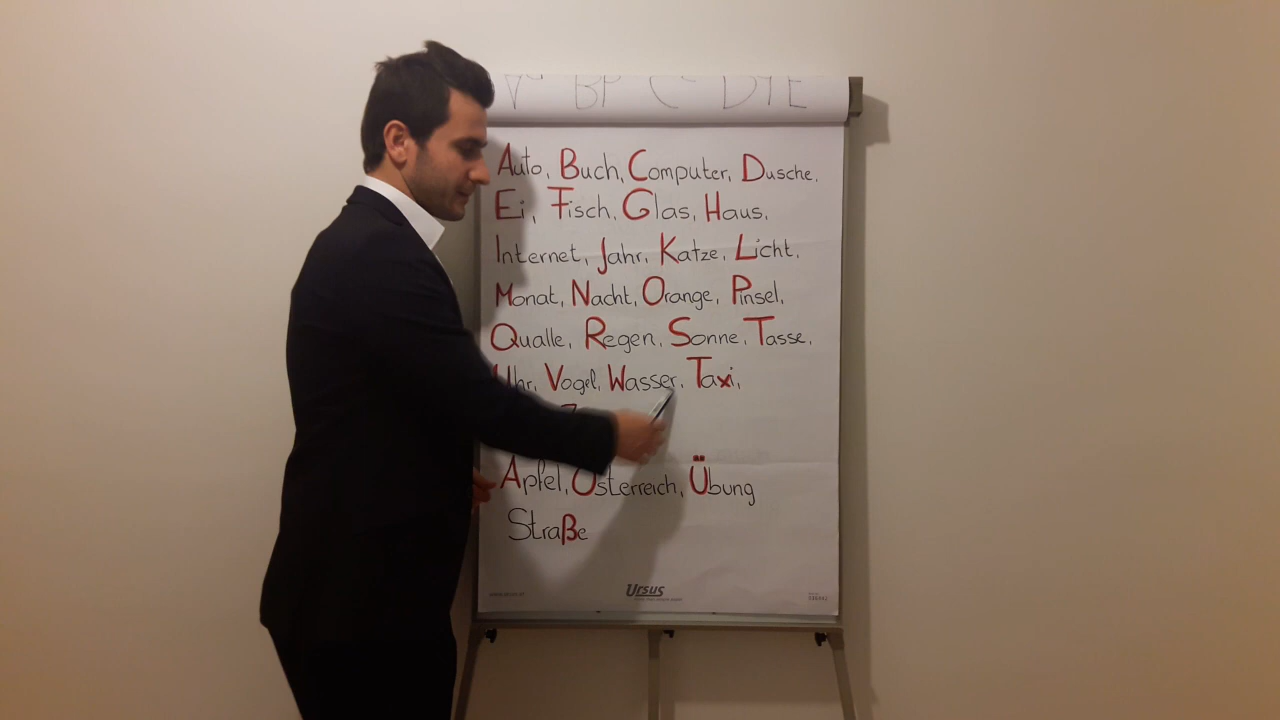 Auto, Buch, Computer, Dusche,
Ei, Fisch, Glas, Haus,
Internet, Jahr, Katze, Licht,
Monat, Nacht, Orange, Pinsel,
Qualle, Regen, Sonne, Tasse,
Uhr, Vogel, Wasser, Taxi,
Apfel, Österreich, Übung
Straße
Ursus